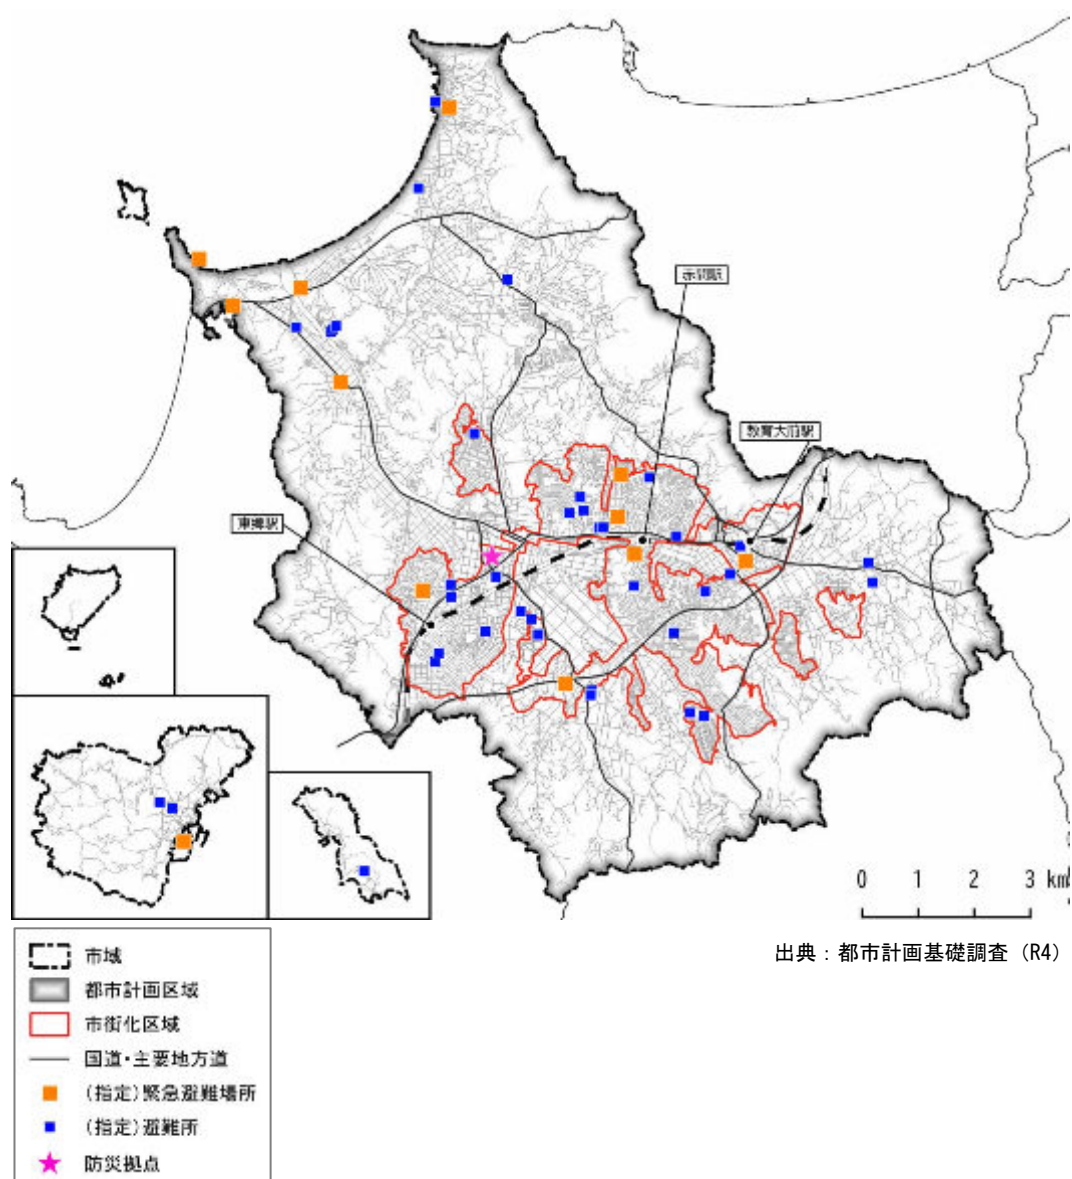 赤間駅
教育大前駅
東郷駅
0 1 2 3 km
出典：都市計画基礎調査（R4）
市域
都市計画区域
市街化区域
国道・主要地方道
（指定）緊急避難場所
（指定）避難所
防災拠点